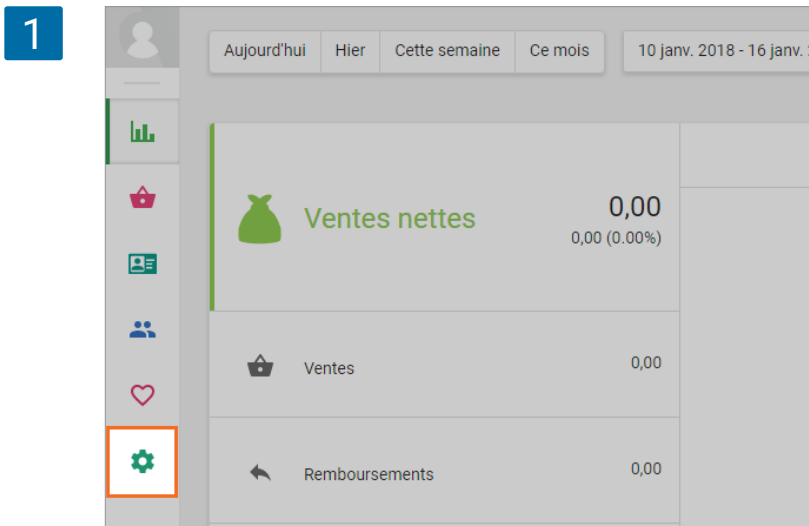 1
Aujourd'hui Hier Cette semaine Ce mois 10 janv. 2018 - 16 janv.
Ventes nettes 0,00
0,00 (0.00%)
Ventes 0,00
Remboursements 0,00